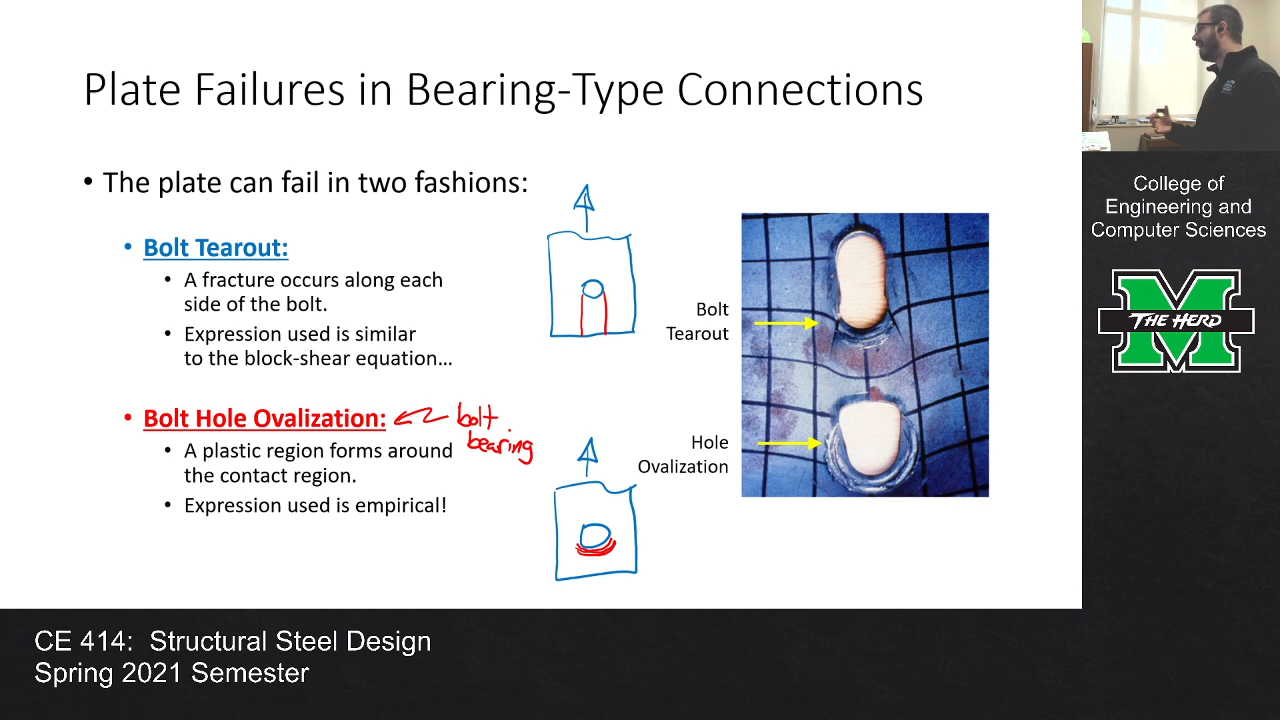 Plate Failures in Bearing-Type Connections
• The plate can fail in two fashions:
• Bolt Tearout:
• A fracture occurs along each
side of the bolt.
• Expression used is similar
to the block-shear equation…
• Bolt Hole Ovalization:
bolt
bearing
• A plastic region forms around
the contact region.
• Expression used is empirical!
Bolt
Tearout
Hole
Ovalization
College of
Engineering and
Computer Sciences
THE HERD
CE 414: Structural Steel Design
Spring 2021 Semester